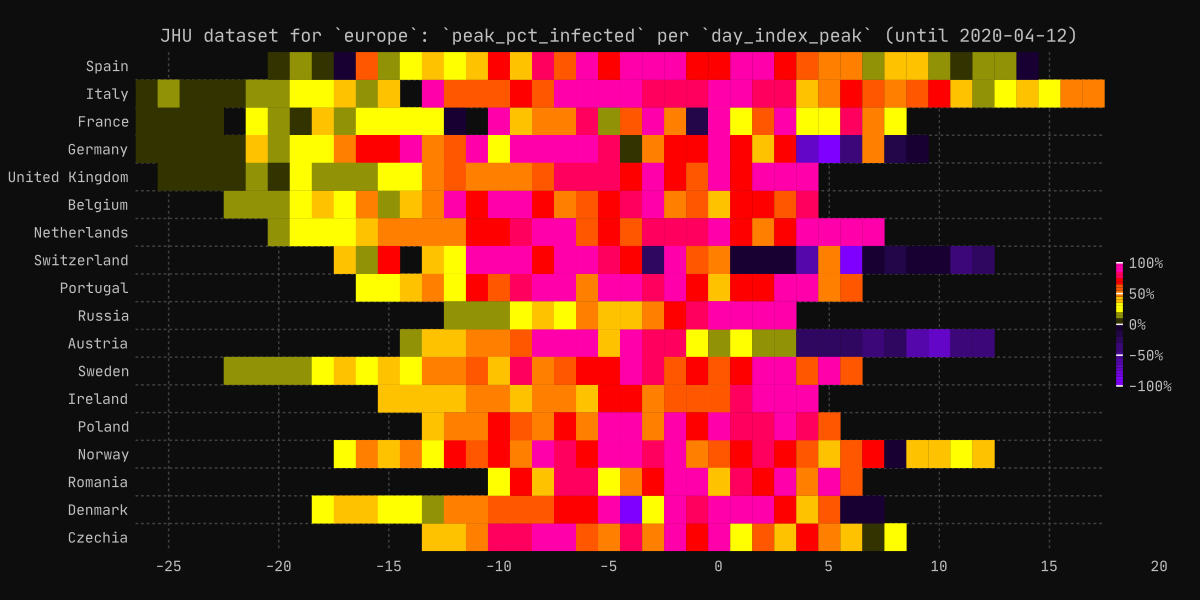 JHU dataset for `europe`: `peak_pct_infected` per `day_index_peak` (until 2020-04-12)
Spain
Italy
France
Germany
United Kingdom
Belgium
Netherlands
Switzerland
Portugal
Russia
Austria
Sweden
Ireland
Poland
Norway
Romania
Denmark
Czechia
100%
50%
0%
−50%
−100%
−25 −20 −15 −10 −5 0 5 10 15 20